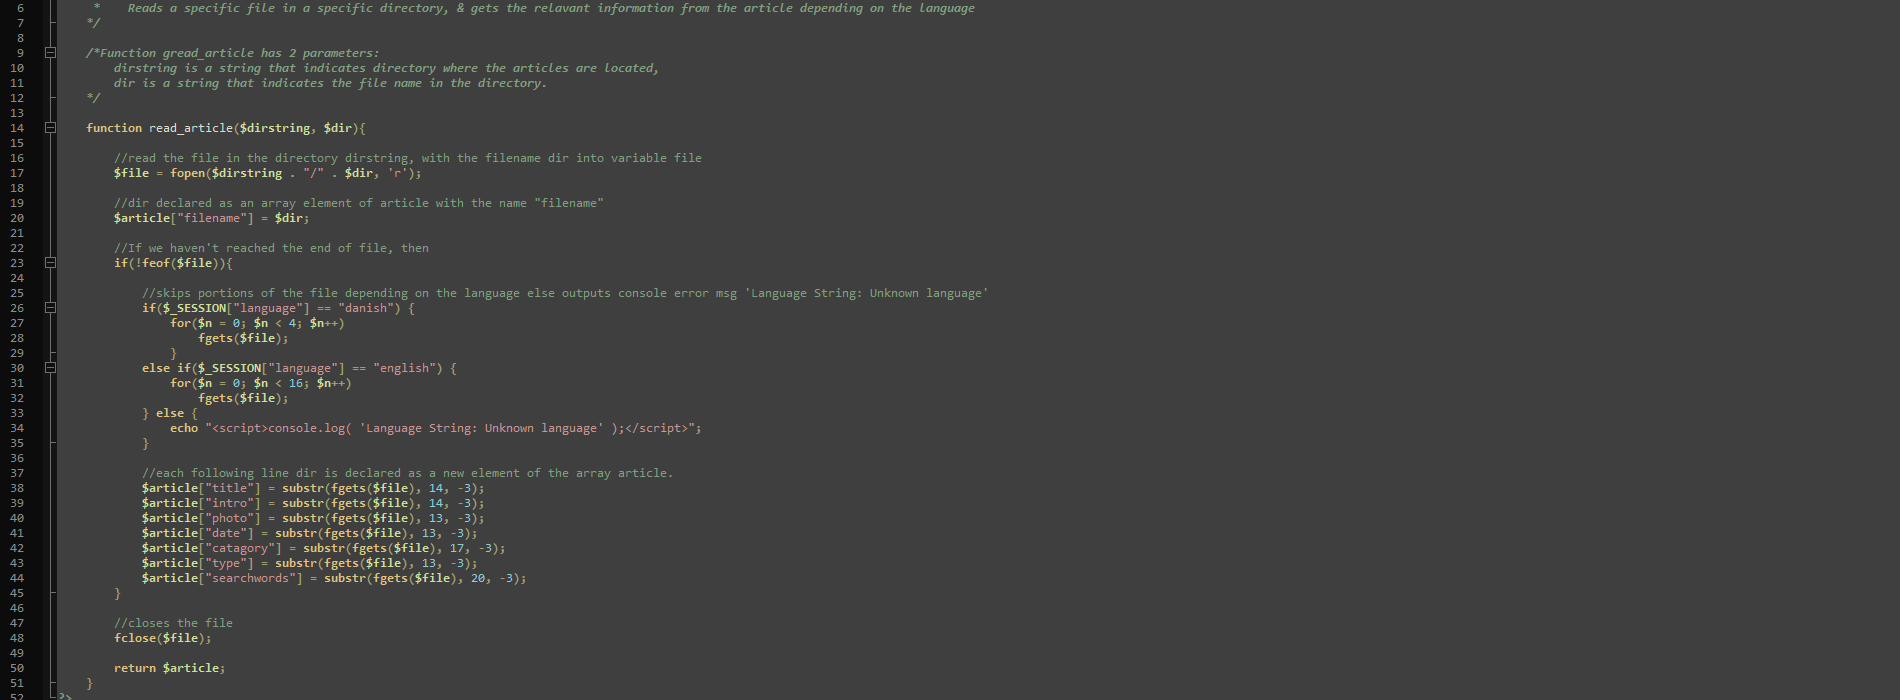 6 * Reads a specific file in a specific directory, & gets the relavant information from the article depending on the language
7 */
8
9 /*Function gread_article has 2 parameters:
10 dirstring is a string that indicates directory where the articles are located,
11 dir is a string that indicates the file name in the directory.
12 */
13
14 function read_article($dirstring, $dir){
15
16 //read the file in the directory dirstring, with the filename dir into variable file
17 $file = fopen($dirstring . "/" . $dir, 'r');
18
19 //dir declared as an array element of article with the name "filename"
20 $article["filename"] = $dir;
21
22 //If we haven't reached the end of file, then
23 if(!feof($file)){
24
25 //skips portions of the file depending on the language else outputs console error msg 'Language String: Unknown language'
26 if($_SESSION["language"] == "danish") {
27 for($n = 0; $n < 4; $n++)
28 fgets($file);
29 }
30 else if($_SESSION["language"] == "english") {
31 for($n = 0; $n < 16; $n++)
32 fgets($file);
33 } else {
34 echo "<script>console.log( 'Language String: Unknown language' );</script>";
35 }
36
37 //each following line dir is declared as a new element of the array article.
38 $article["title"] = substr(fgets($file), 14, -3);
39 $article["intro"] = substr(fgets($file), 14, -3);
40 $article["photo"] = substr(fgets($file), 13, -3);
41 $article["date"] = substr(fgets($file), 13, -3);
42 $article["catagory"] = substr(fgets($file), 17, -3);
43 $article["type"] = substr(fgets($file), 13, -3);
44 $article["searchwords"] = substr(fgets($file), 20, -3);
45 }
46
47 //closes the file
48 fclose($file);
49
50 return $article;
51 }
52 ?>